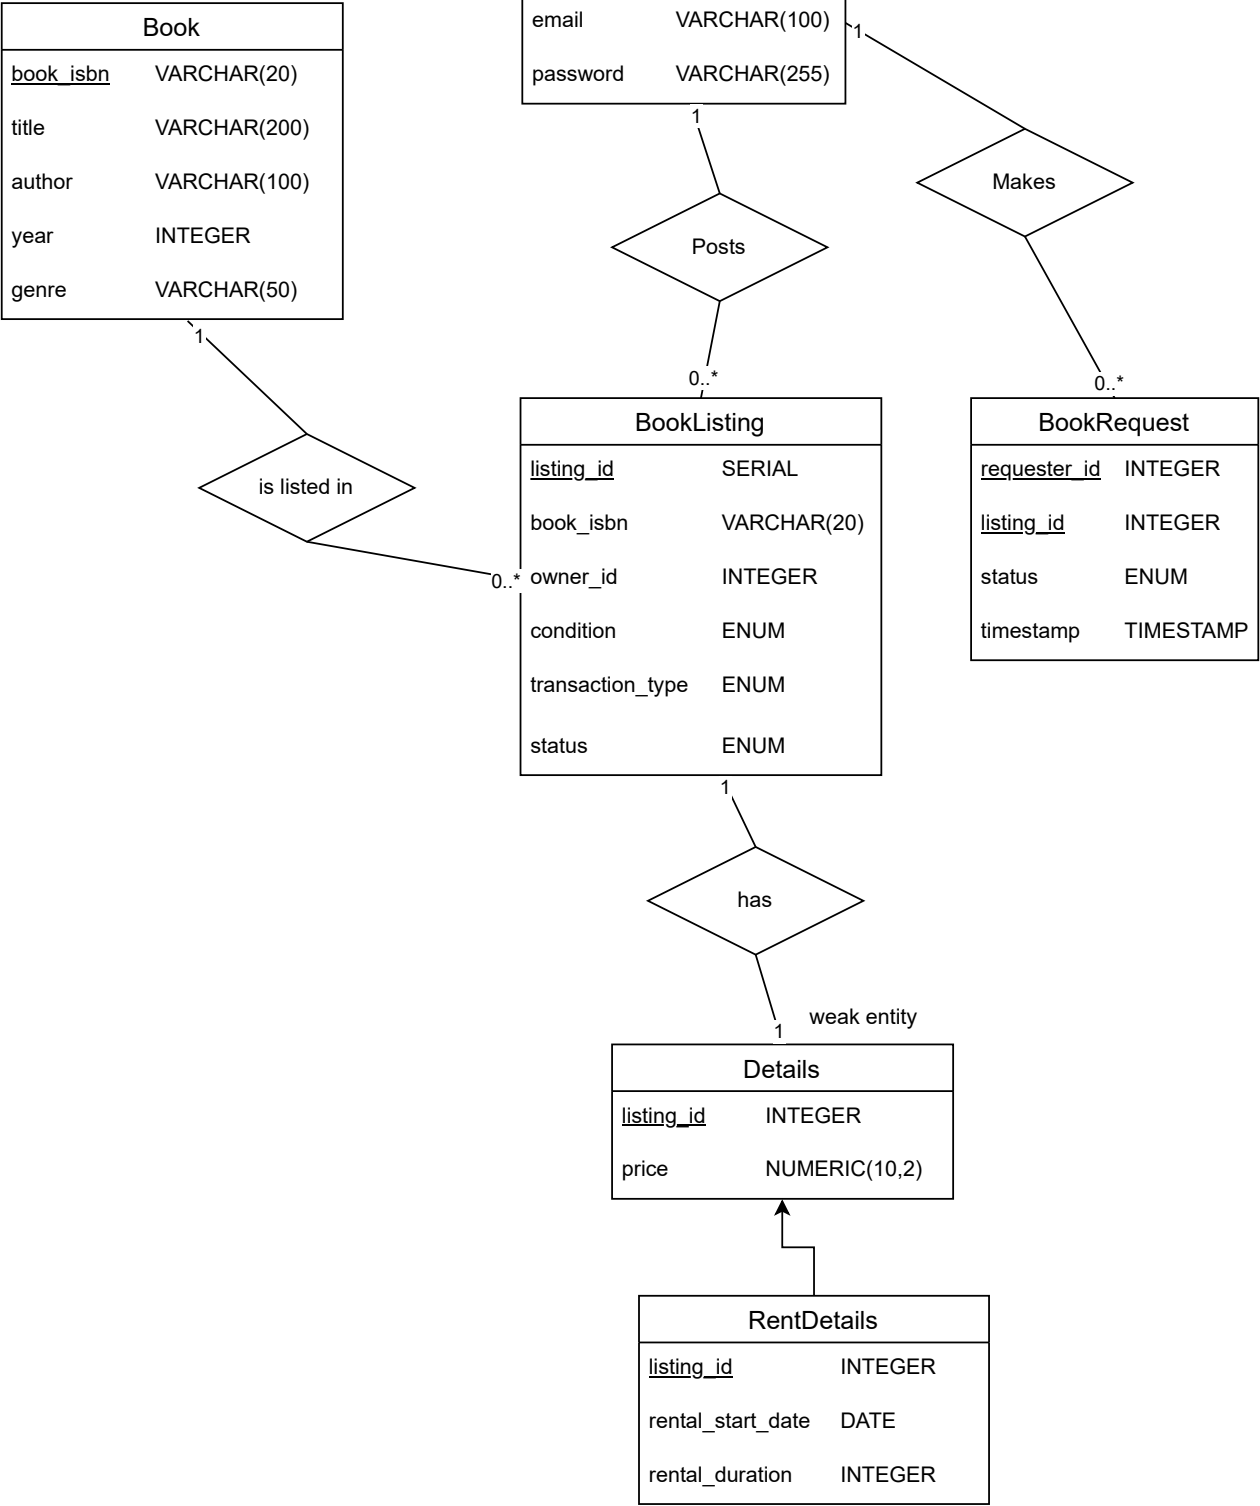 Book
book_isbn VARCHAR(20)
title VARCHAR(200)
author VARCHAR(100)
year INTEGER
genre VARCHAR(50)
1
email VARCHAR(100)
password VARCHAR(255)
1
1
Makes
Posts
0..*
0..*
is listed in
0..*
BookListing
listing_id SERIAL
book_isbn VARCHAR(20)
owner_id INTEGER
condition ENUM
transaction_type ENUM
status ENUM
BookRequest
requester_id INTEGER
listing_id INTEGER
status ENUM
timestamp TIMESTAMP
1
has
1
weak entity
Details
listing_id INTEGER
price NUMERIC(10,2)
RentDetails
listing_id INTEGER
rental_start_date DATE
rental_duration INTEGER